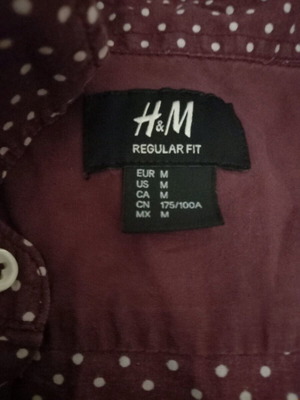 H&M
REGULAR FIT
EUR M
US M
CA M
CN 175/100A
MX M